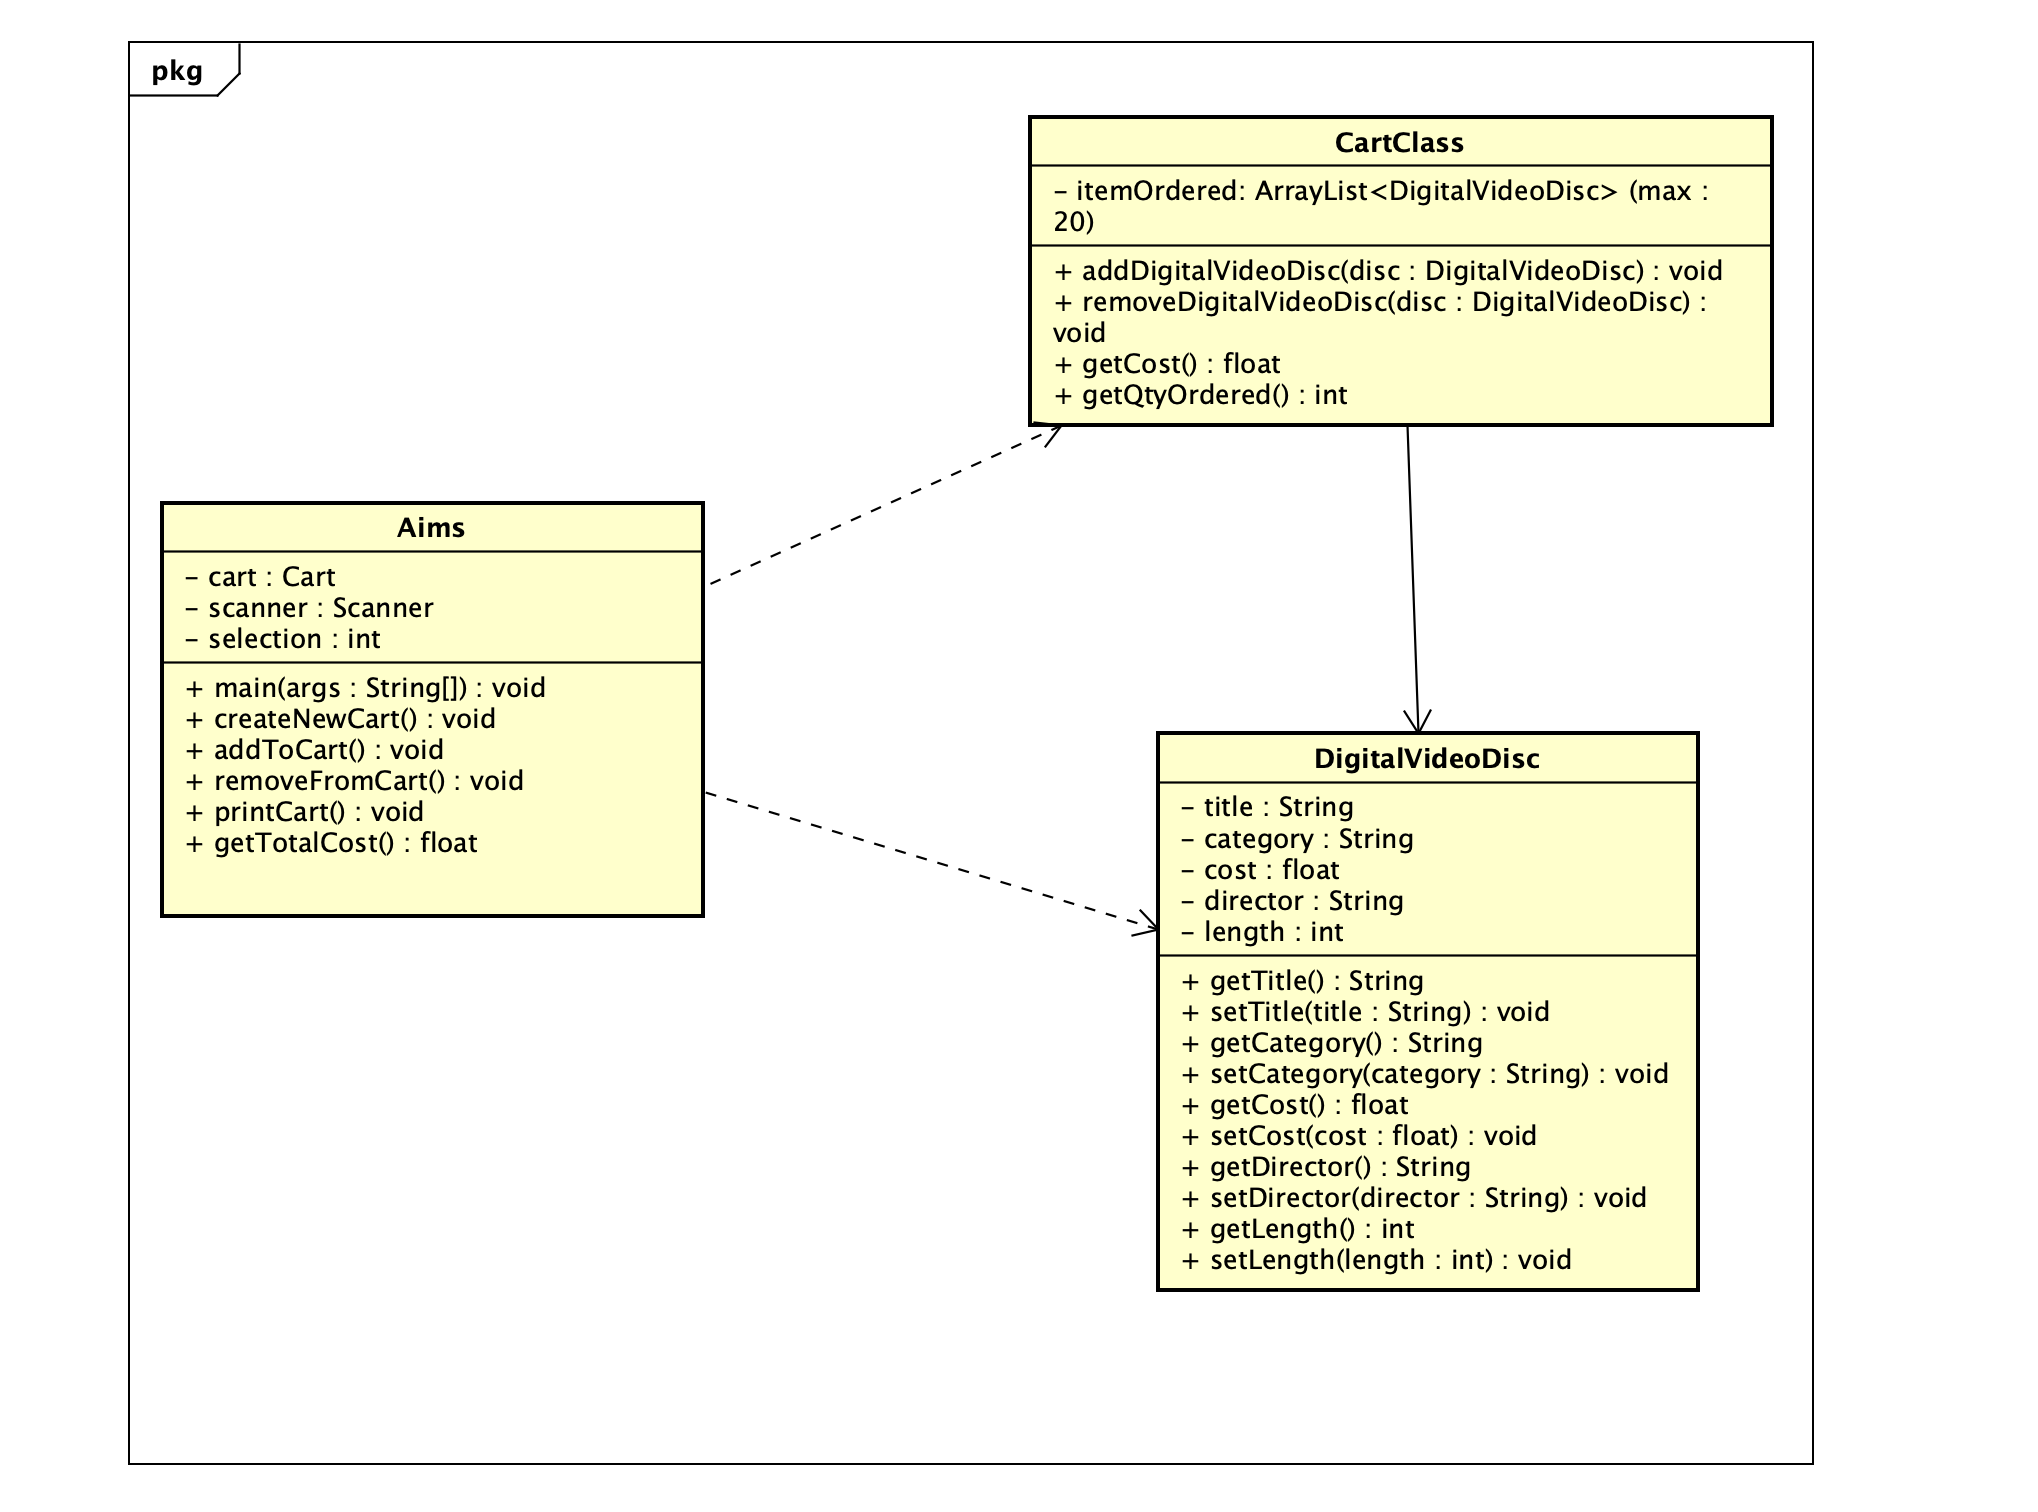 pkg
CartClass
- itemOrdered: ArrayList<DigitalVideoDisc> (max :
20)
+ addDigitalVideoDisc(disc : DigitalVideoDisc) : void
+ removeDigitalVideoDisc(disc : DigitalVideoDisc) :
void
+ getCost() : float
+ getQtyOrdered() : int
Aims
- cart : Cart
- scanner : Scanner
- selection : int
+ main(args : String[]) : void
+ createNewCart() : void
+ addToCart() : void
+ removeFromCart() : void
+ printCart() : void
+ getTotalCost() : float
DigitalVideoDisc
- title : String
- category : String
- cost : float
- director : String
- length : int
+ getTitle() : String
+ setTitle(title : String) : void
+ getCategory() : String
+ setCategory(category : String) : void
+ getCost() : float
+ setCost(cost : float) : void
+ getDirector() : String
+ setDirector(director : String) : void
+ getLength() : int
+ setLength(length : int) : void